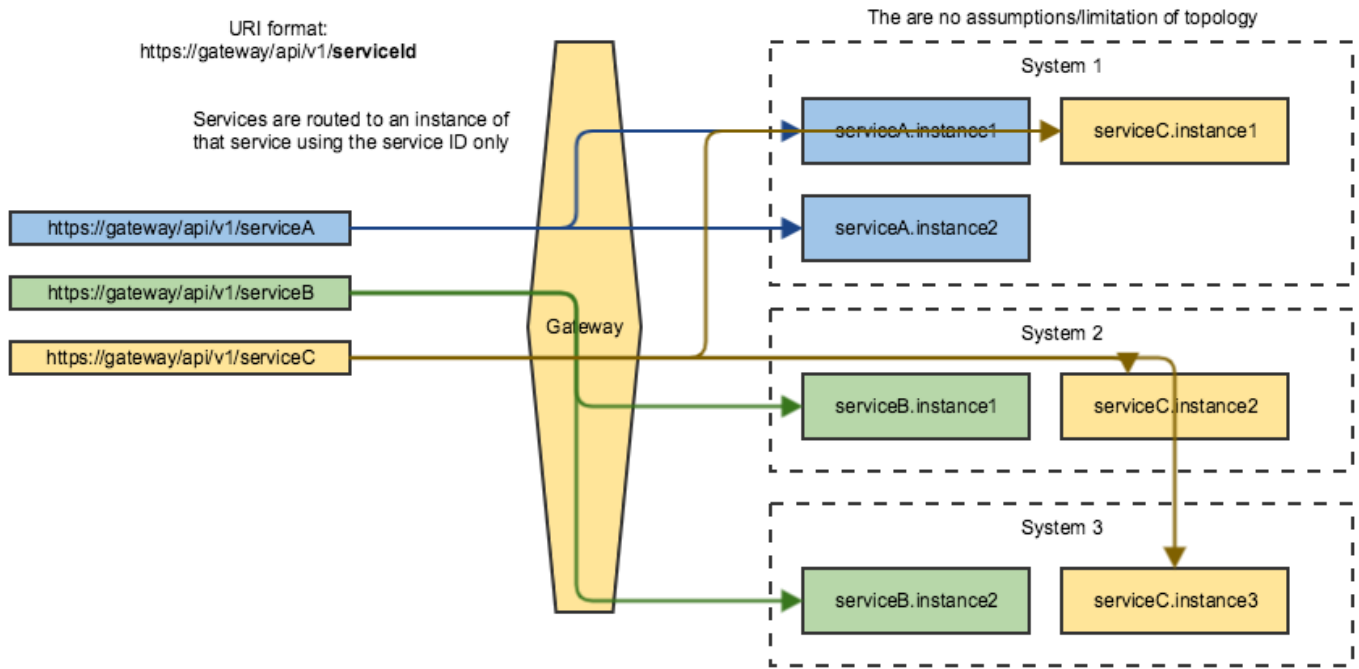 URI format:
https://gateway/api/v1/serviceId
The are no assumptions/limitation of topology
Services are routed to an instance of
that service using the service ID only
https://gateway/api/v1/serviceA
https://gateway/api/v1/serviceB
https://gateway/api/v1/serviceC
Gateway
System 1
serviceA.instance1
serviceC.instance1
serviceA.instance2
System 2
serviceB.instance1
serviceC.instance2
System 3
serviceB.instance2
serviceC.instance3